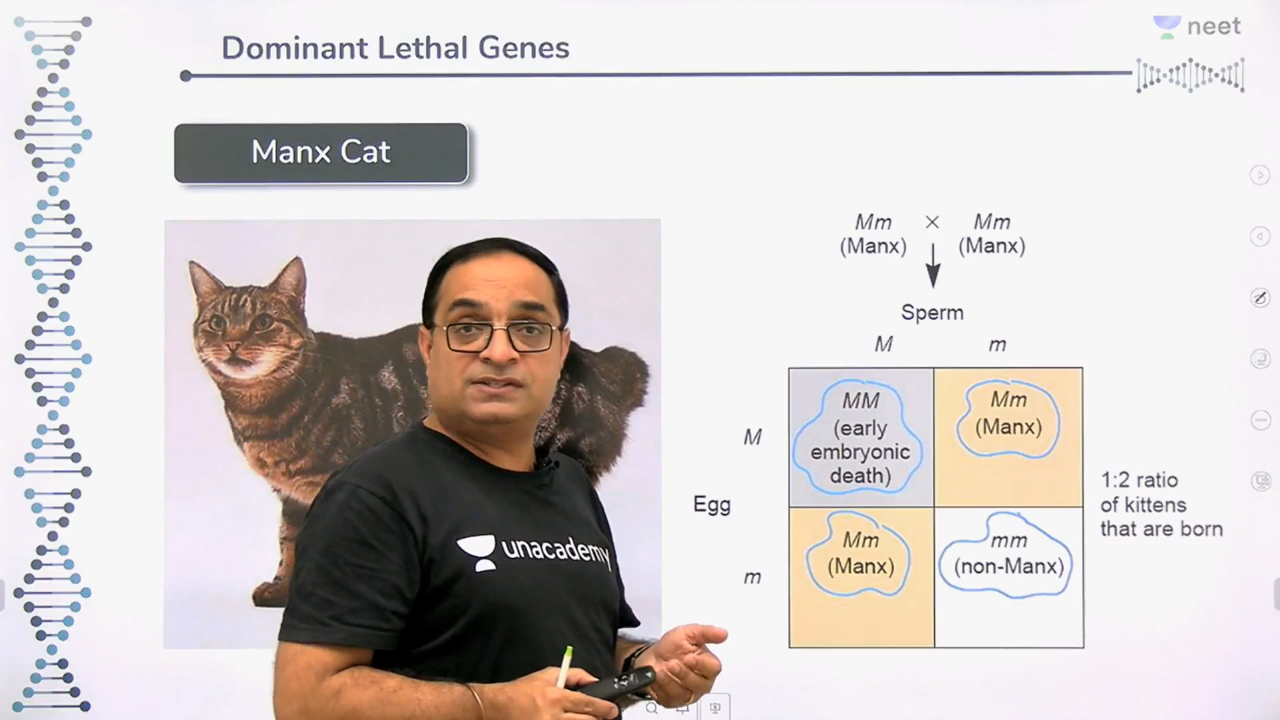 Dominant Lethal Genes
neet
Manx Cat
Mm × Mm
(Manx) (Manx)
Sperm
M m
MM
(early
embryonic
death)
Mm
(Manx)
M
Egg
Mm
(Manx)
mm
(non-Manx)
m
1:2 ratio
of kittens
that are born
unacademy